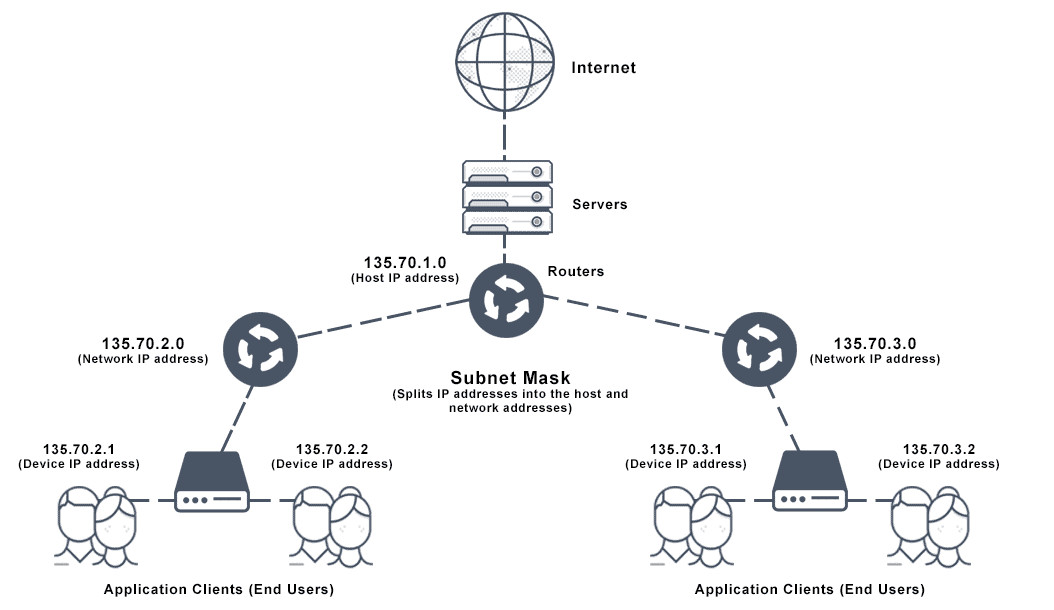 Internet
Servers
135.70.1.0
(Host IP address)
Routers
135.70.2.0
(Network IP address)
135.70.3.0
(Network IP address)
Subnet Mask
(Splits IP addresses into the host and
network addresses)
135.70.2.1
(Device IP address)
135.70.2.2
(Device IP address)
135.70.3.1
(Device IP address)
135.70.3.2
(Device IP address)
Application Clients (End Users)
Application Clients (End Users)